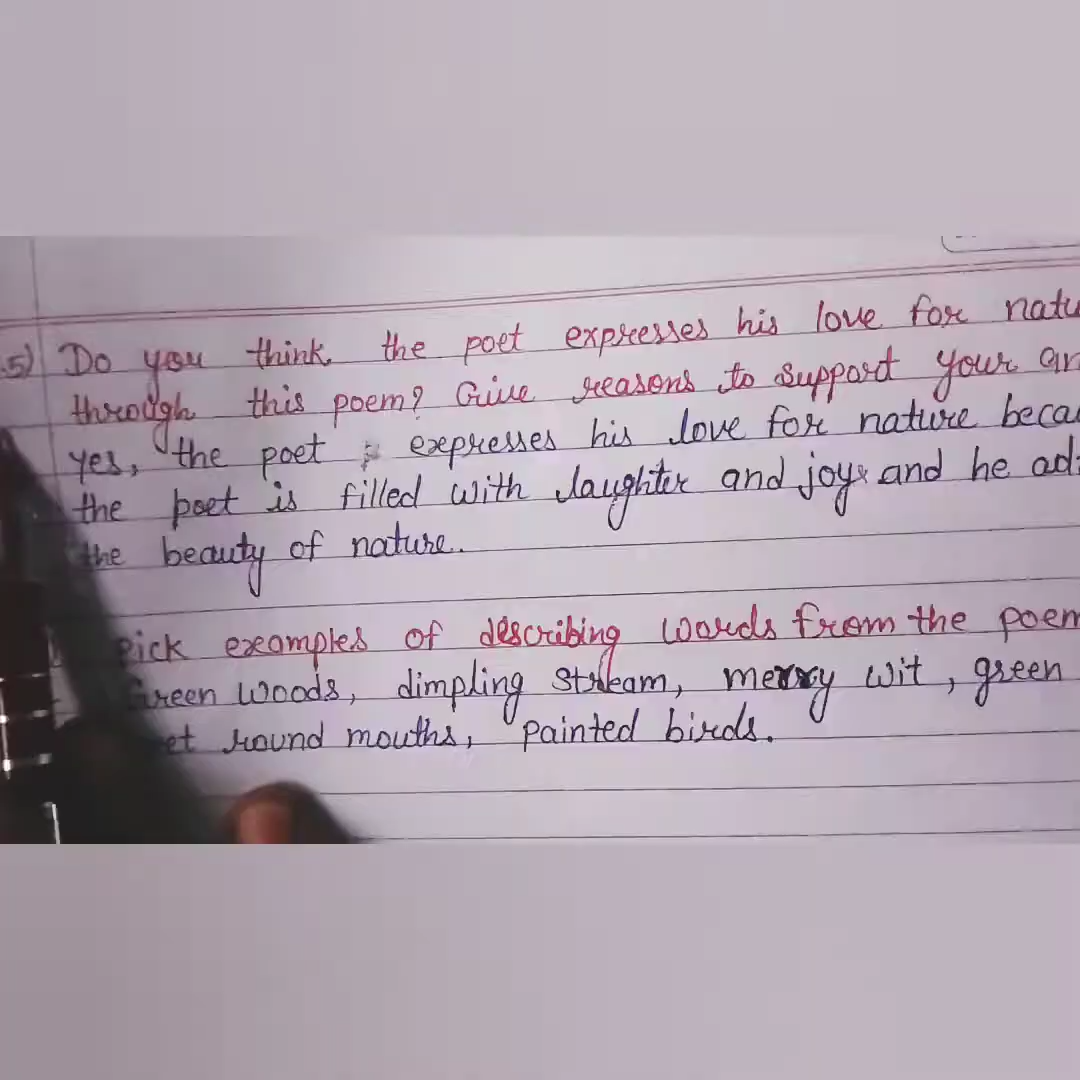 5) Do you think the poet expresses his love for natu
through this poem? Give reasons to support your an
yes, the poet expresses his love for nature becau
the poet is filled with laughter and joy and he ad
the beauty of nature.
pick examples of describing words from the poem
Green woods, dimpling stream, merry wit, green
et round mouths, painted birds.